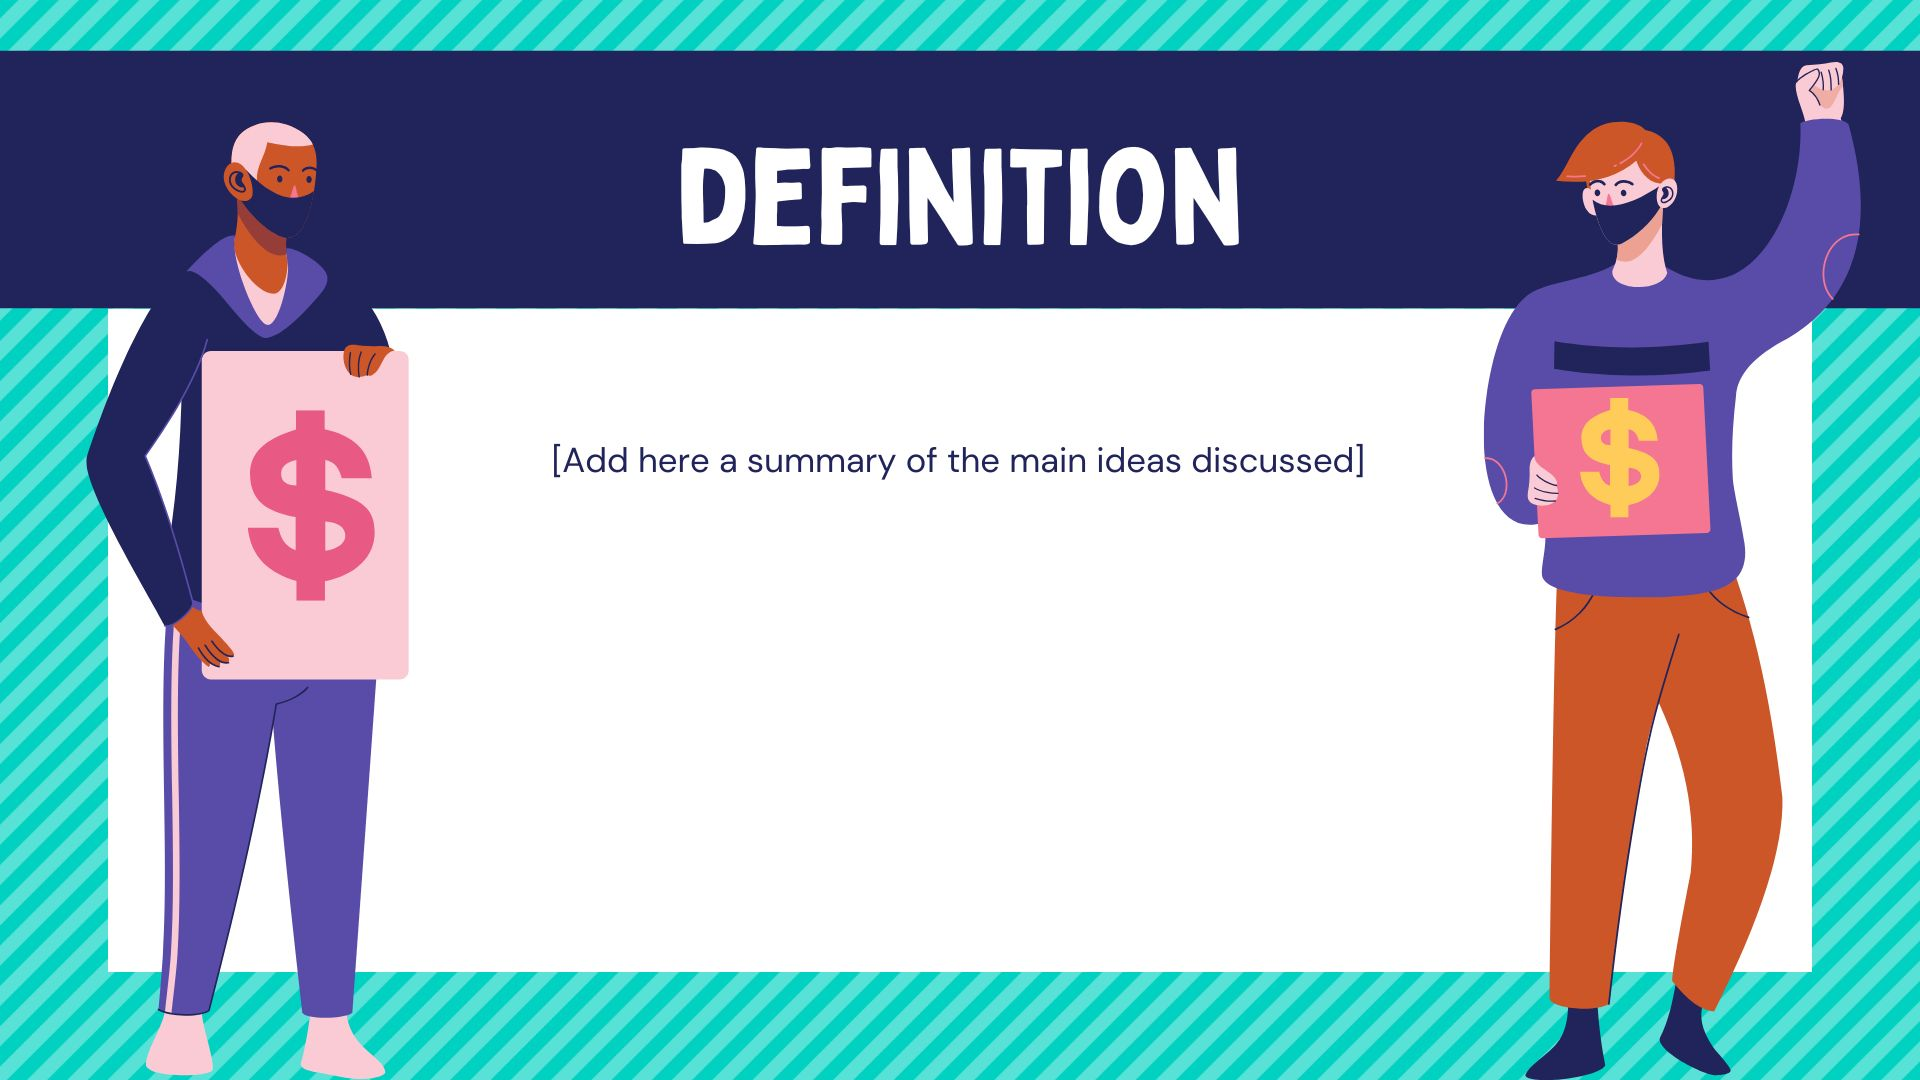 DEFINITION
[Add here a summary of the main ideas discussed]
$
$